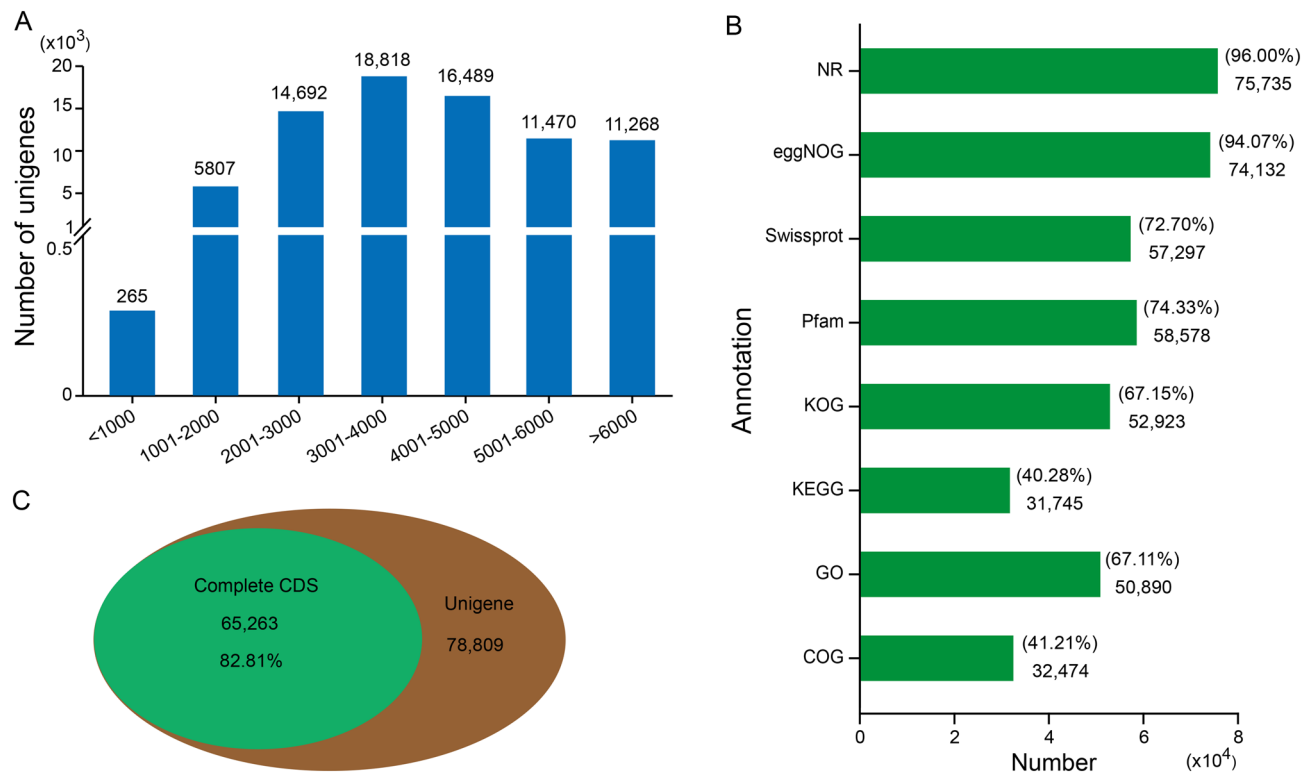 A
(x10³)
Number of unigenes
20
15
10
5
1
0.5
0
265
5807
14,692
18,818
16,489
11,470
11,268
<1000
1001-2000
2001-3000
3001-4000
4001-5000
5001-6000
>6000
B
Annotation
NR
(96.00%)
75,735
eggNOG
(94.07%)
74,132
Swissprot
(72.70%)
57,297
Pfam
(74.33%)
58,578
KOG
(67.15%)
52,923
KEGG
(40.28%)
31,745
GO
(67.11%)
50,890
COG
(41.21%)
32,474
0
2
4
6
8
Number
(x10⁴)
C
Complete CDS
65,263
82.81%
Unigene
78,809